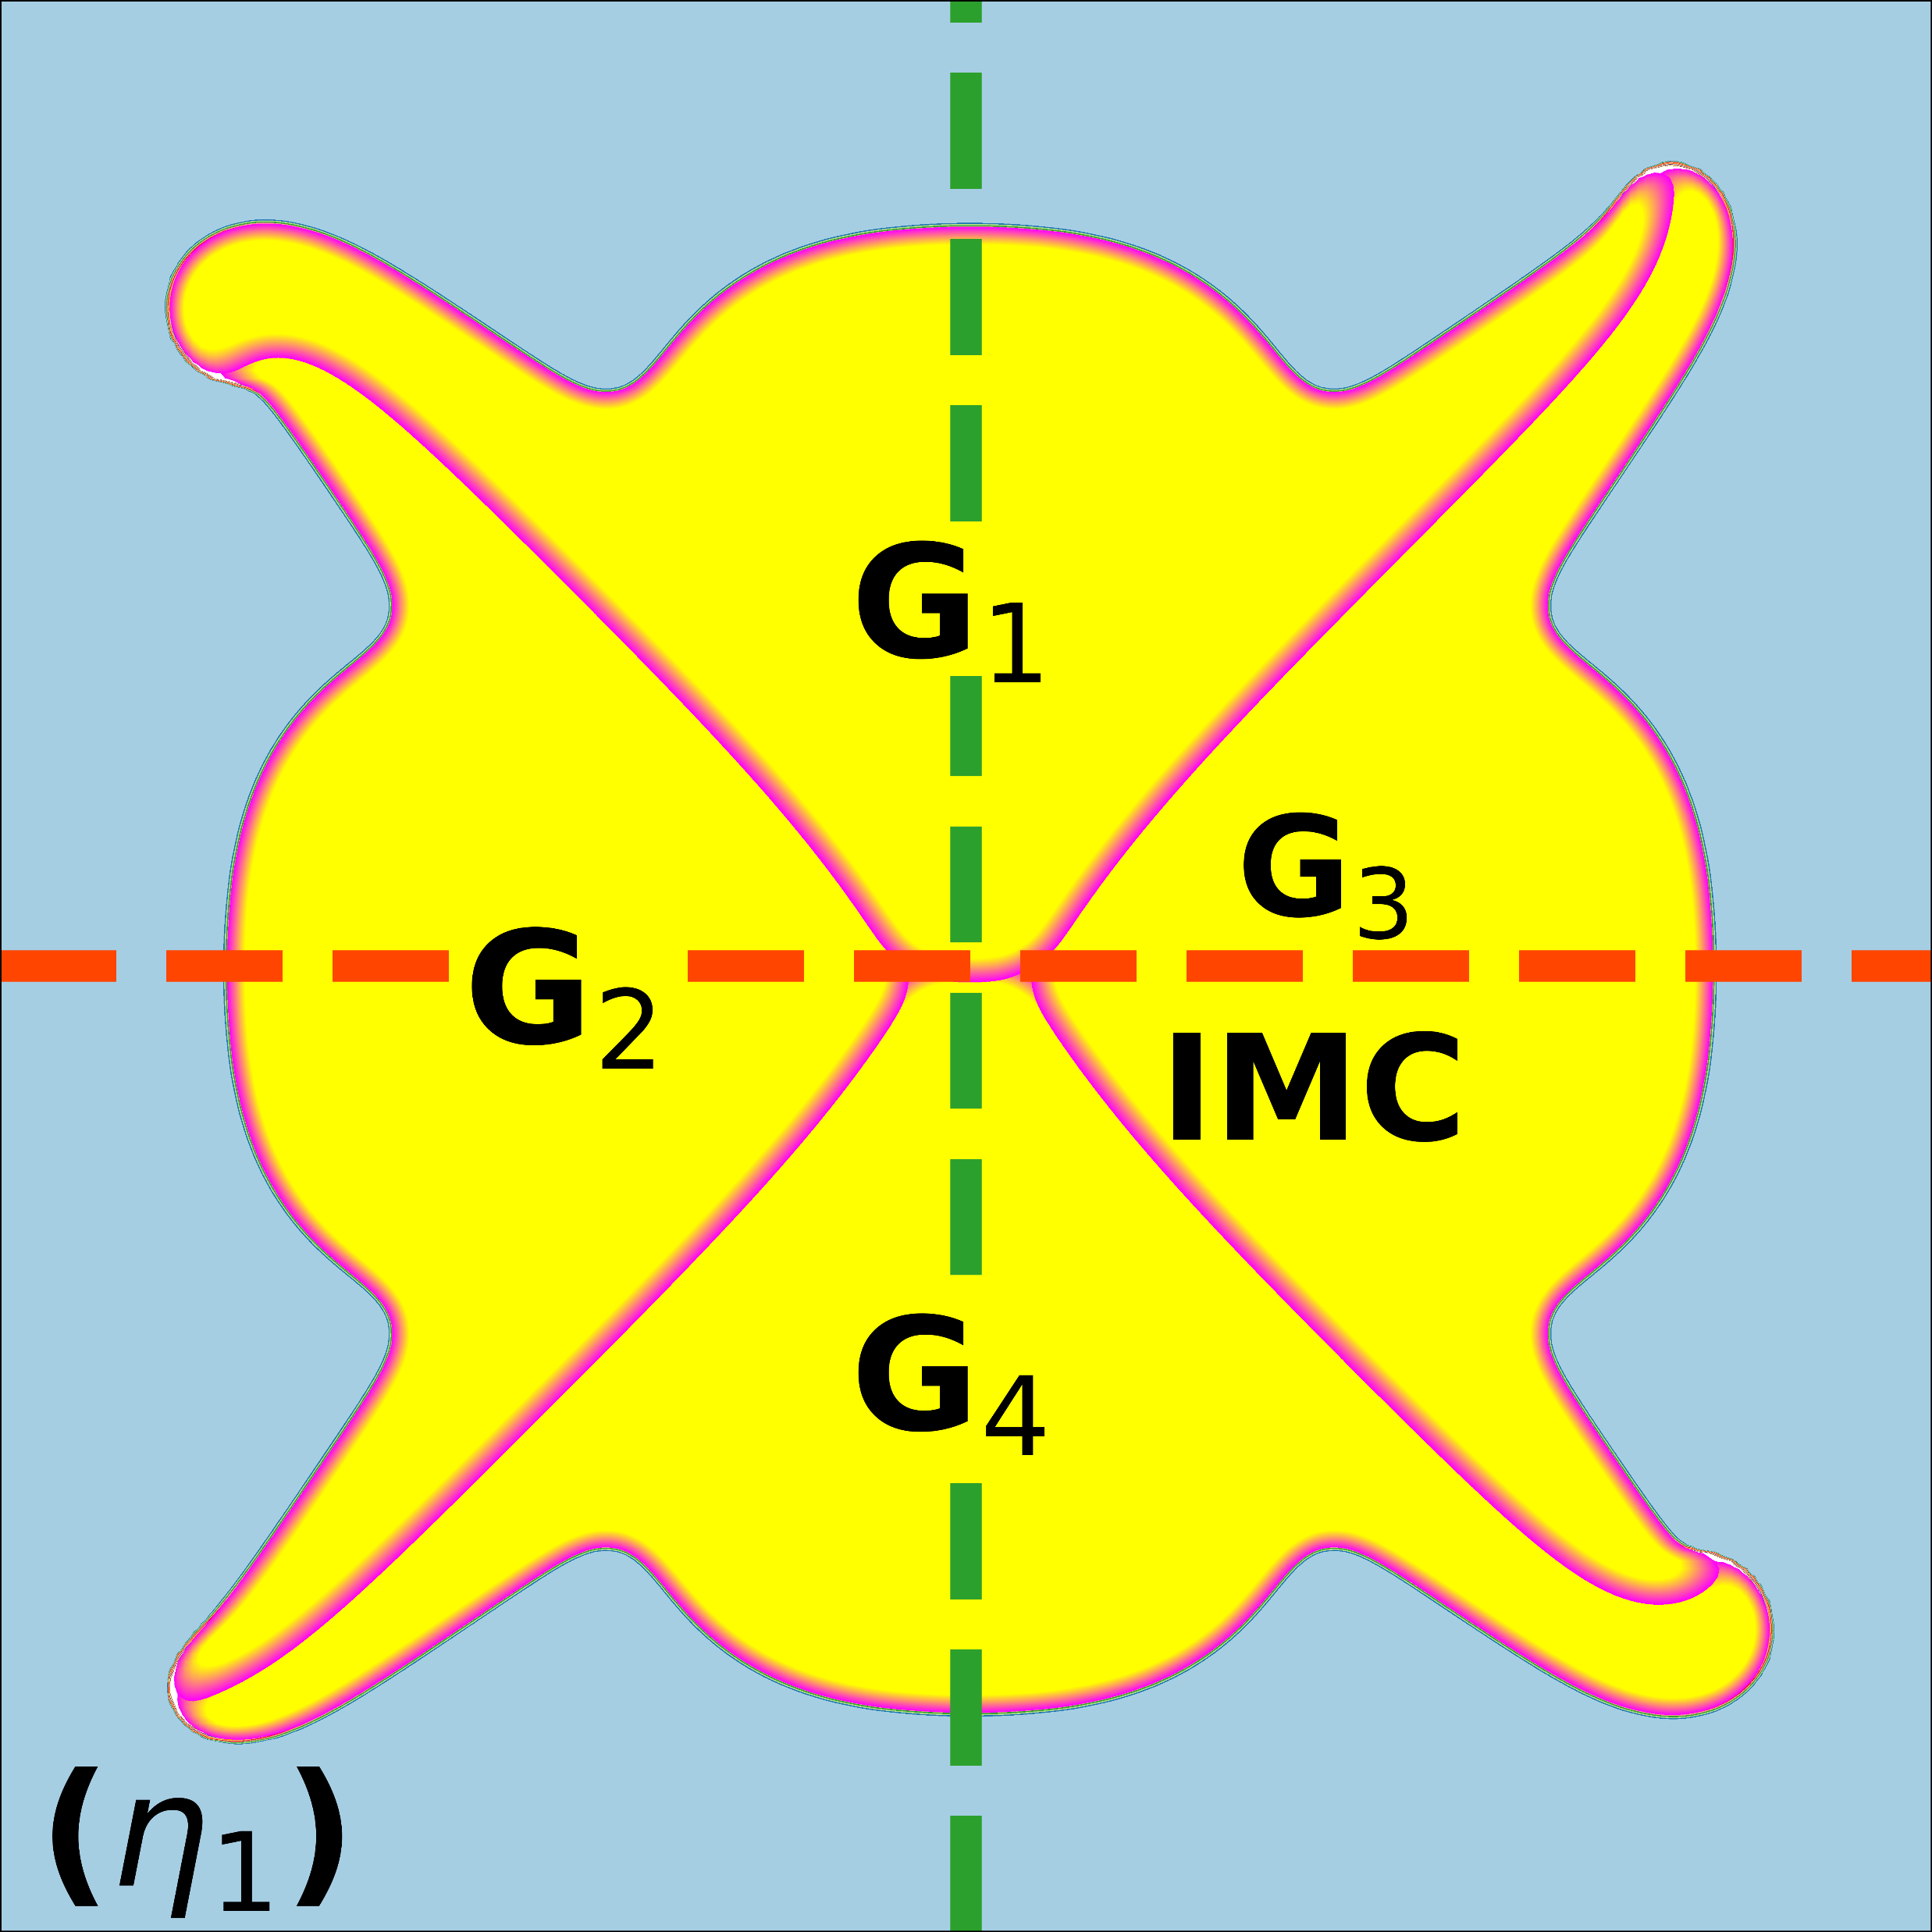 G₁
G₃
G₂
IMC
G₄
(η₁)